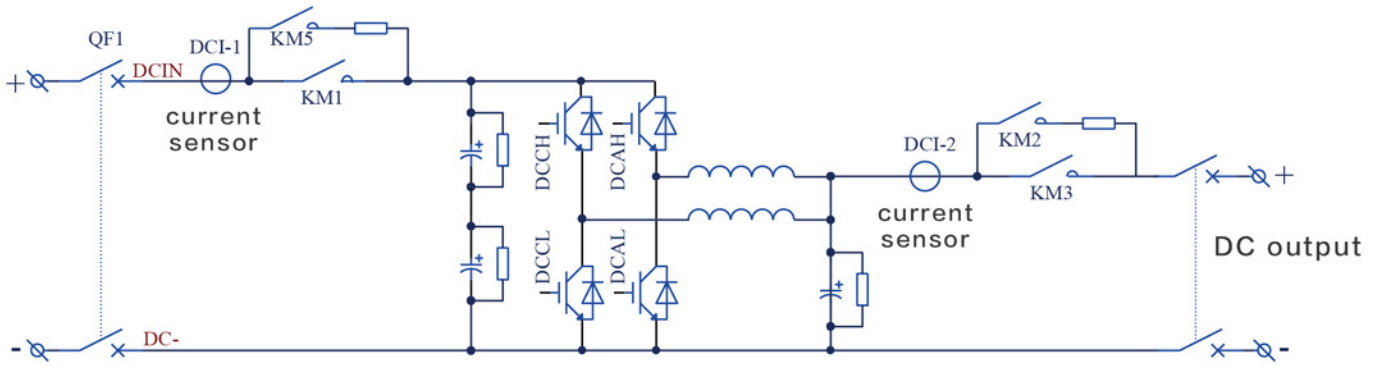 QF1
DCI-1
KM5
+
DCIN
KM1
current
sensor
+
+
DCCH
DCAH
DCCL
DCAL
DCI-2
KM2
KM3
current
sensor
+
+
DC output
-
DC-
-